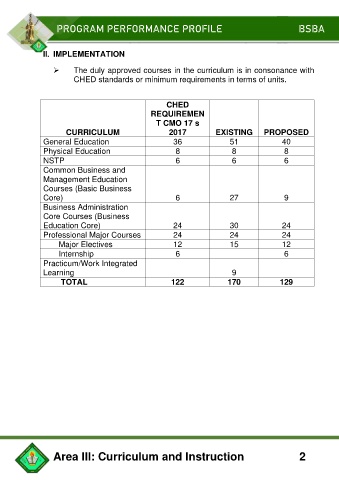 PROGRAM PERFORMANCE PROFILE BSBA
II. IMPLEMENTATION
➢ The duly approved courses in the curriculum is in consonance with
CHED standards or minimum requirements in terms of units.
CHED
REQUIREMEN
T CMO 17 s
CURRICULUM 2017 EXISTING PROPOSED
General Education 36 51 40
Physical Education 8 8 8
NSTP 6 6 6
Common Business and
Management Education
Courses (Basic Business
Core) 6 27 9
Business Administration
Core Courses (Business
Education Core) 24 30 24
Professional Major Courses 24 24 24
Major Electives 12 15 12
Internship 6 6
Practicum/Work Integrated
Learning 9
TOTAL 122 170 129
Area III: Curriculum and Instruction 2